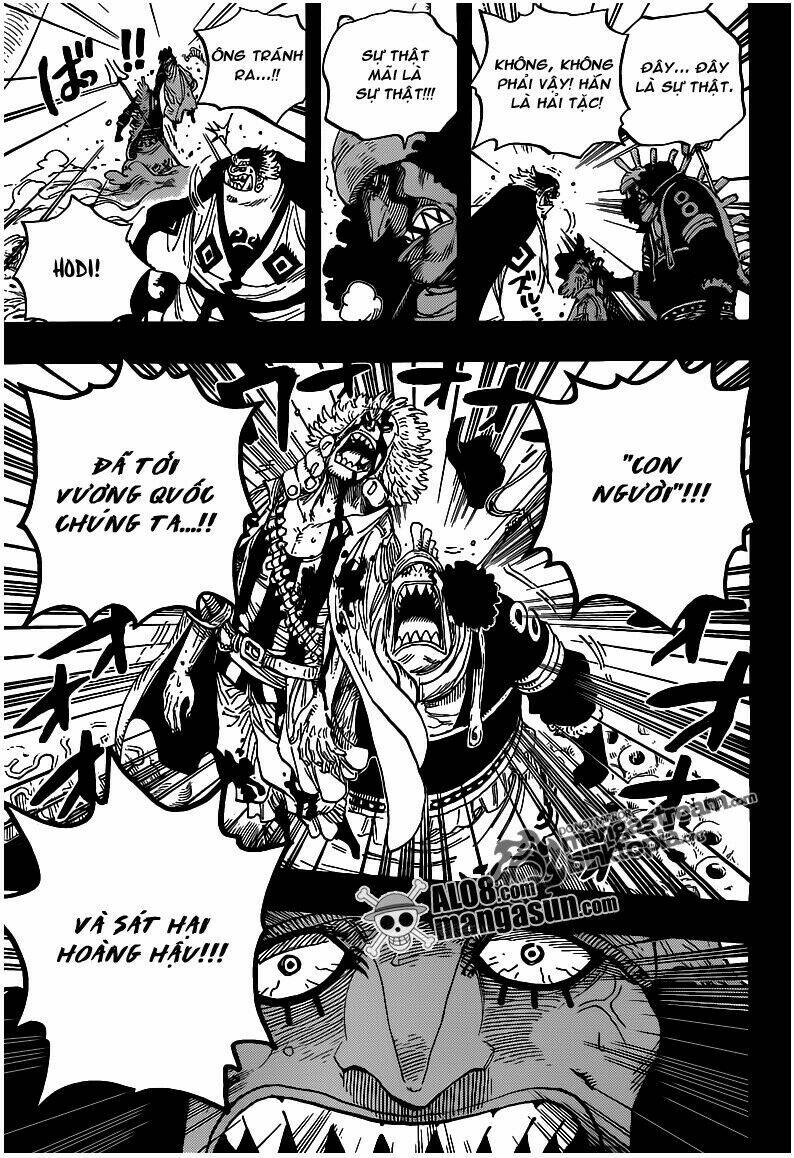 ĐÂY... ĐÂY
LÀ SỰ THẬT.
KHÔNG, KHÔNG
PHẢI VẬY! HẮN
LÀ HẢI TẶC!
SỰ THẬT
MÃI LÀ
SỰ THẬT!!!
ÔNG TRÁNH
RA...!!
HODI!
"CON
NGƯỜI"!!!
ĐÃ TỚI
VƯƠNG QUỐC
CHÚNG TA...!!
VÀ SÁT HẠI
HOÀNG HẬU!!!
mangastream.com
ALO8.com
mangasun.com